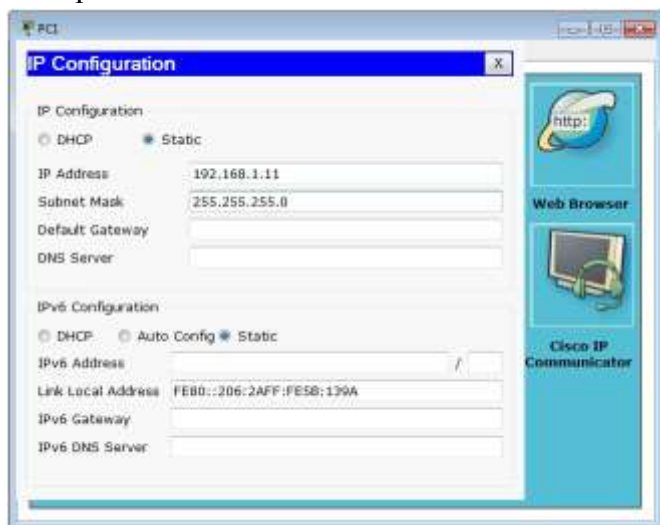 PC1
IP Configuration
X
IP Configuration
DHCP
Static
IP Address
192.168.1.11
Subnet Mask
255.255.255.0
Default Gateway
DNS Server
IPv6 Configuration
DHCP
Auto Config
Static
IPv6 Address
/
Link Local Address
FE80::206:2AFF:FE5B:139A
IPv6 Gateway
IPv6 DNS Server
http:
Web Browser
Cisco IP
Communicator